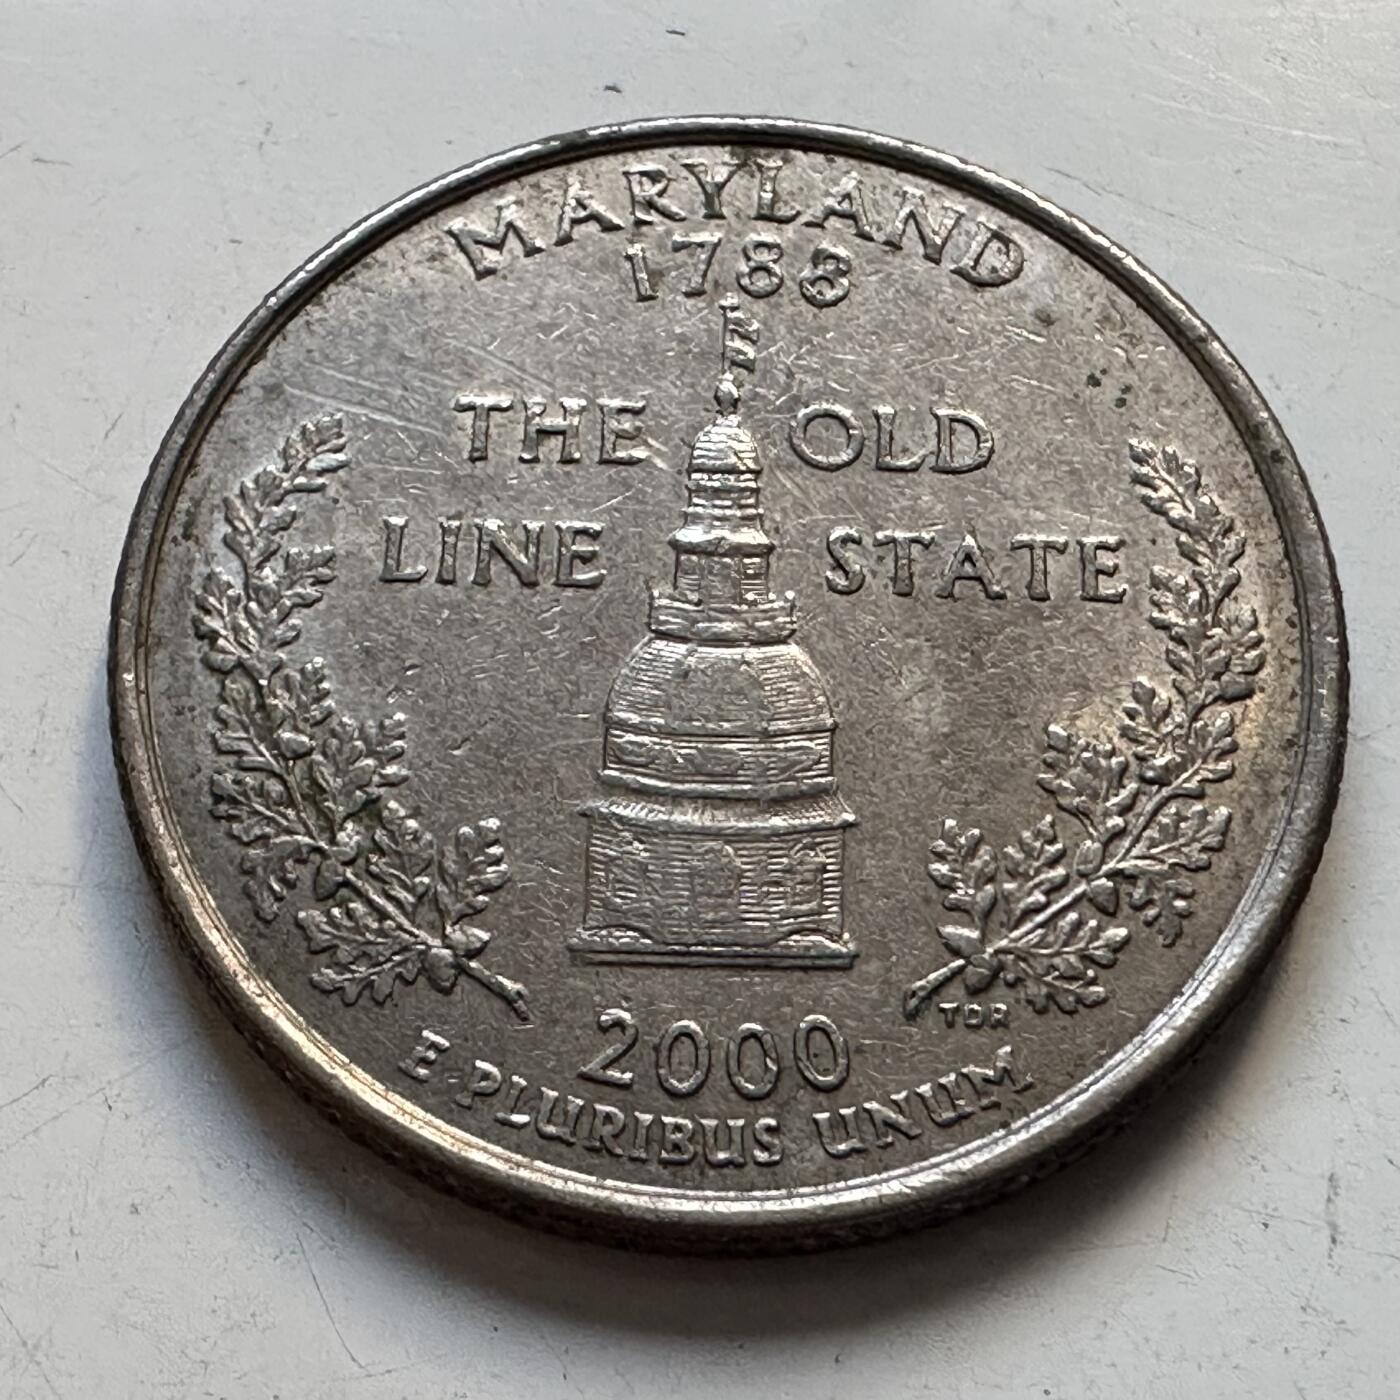 MARYLAND
1788
THE OLD
LINE STATE
TDR
2000
E PLURIBUS UNUM